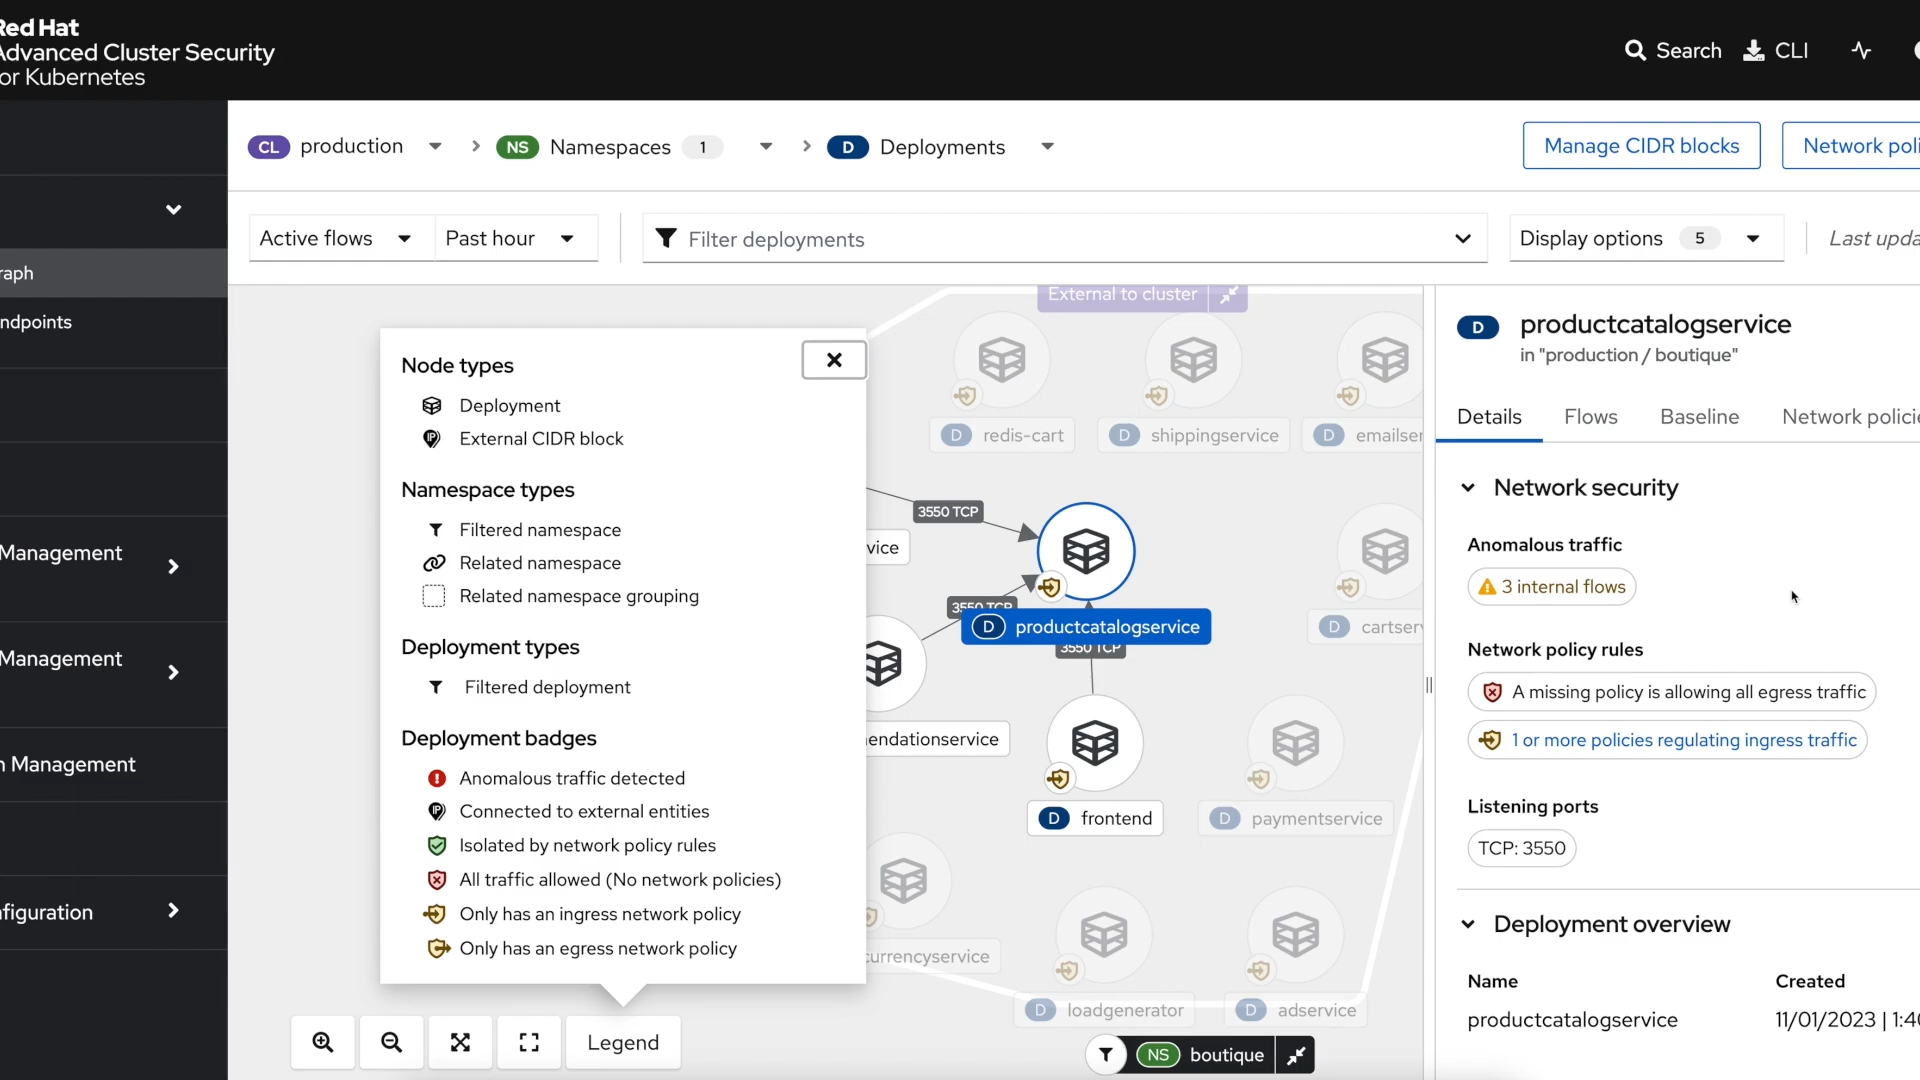 Red Hat
Advanced Cluster Security
or Kubernetes
Search
CLI
raph
ndpoints
Management
Management
n Management
figuration
CL production
NS Namespaces 1
D Deployments
Manage CIDR blocks
Network poli
Active flows
Past hour
Filter deployments
Display options 5
Last upda
External to cluster
Node types
Deployment
External CIDR block
Namespace types
Filtered namespace
Related namespace
Related namespace grouping
Deployment types
Filtered deployment
Deployment badges
Anomalous traffic detected
Connected to external entities
Isolated by network policy rules
All traffic allowed (No network policies)
Only has an ingress network policy
Only has an egress network policy
Legend
D redis-cart
D shippingservice
D emailser
3550 TCP
vice
3550 TCP
D productcatalogservice
3550 TCP
D cartserv
endationservice
D frontend
D paymentservice
currencyservice
D loadgenerator
D adservice
NS boutique
D productcatalogservice
in "production / boutique"
Details
Flows
Baseline
Network policie
Network security
Anomalous traffic
3 internal flows
Network policy rules
A missing policy is allowing all egress traffic
1 or more policies regulating ingress traffic
Listening ports
TCP: 3550
Deployment overview
Name
Created
productcatalogservice
11/01/2023 | 1:40